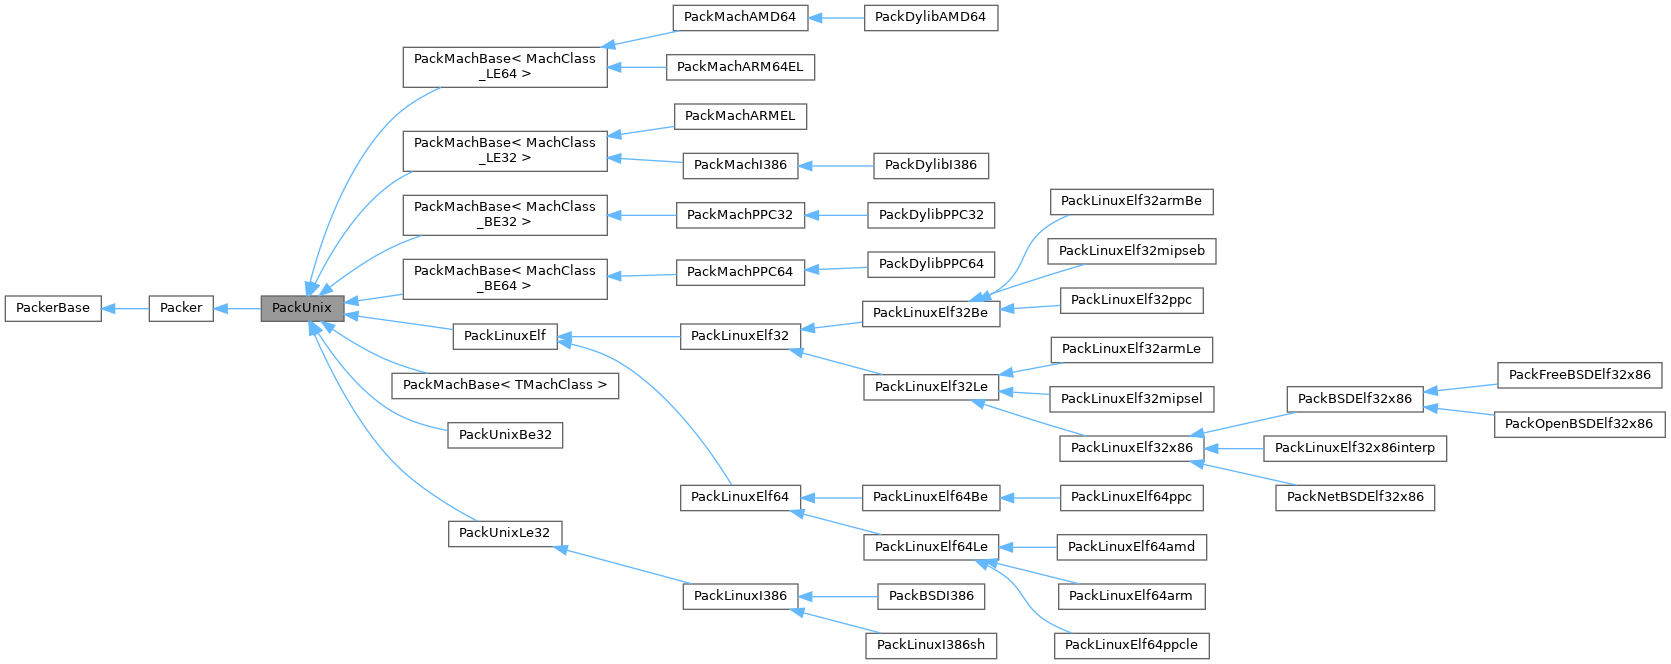 PackMachAMD64
PackDylibAMD64
PackMachBase< MachClass
_LE64 >
PackMachARM64EL
PackMachARMEL
PackMachBase< MachClass
_LE32 >
PackMachI386
PackDylibI386
PackMachBase< MachClass
_BE32 >
PackMachPPC32
PackDylibPPC32
PackLinuxElf32armBe
PackLinuxElf32mipseb
PackMachBase< MachClass
_BE64 >
PackMachPPC64
PackDylibPPC64
PackerBase
Packer
PackUnix
PackLinuxElf32Be
PackLinuxElf32ppc
PackLinuxElf
PackLinuxElf32
PackLinuxElf32armLe
PackMachBase< TMachClass >
PackLinuxElf32Le
PackLinuxElf32mipsel
PackBSDElf32x86
PackFreeBSDElf32x86
PackOpenBSDElf32x86
PackUnixBe32
PackLinuxElf32x86
PackLinuxElf32x86interp
PackNetBSDElf32x86
PackLinuxElf64
PackLinuxElf64Be
PackLinuxElf64ppc
PackUnixLe32
PackLinuxElf64Le
PackLinuxElf64amd
PackLinuxI386
PackBSDI386
PackLinuxElf64arm
PackLinuxI386sh
PackLinuxElf64ppcle